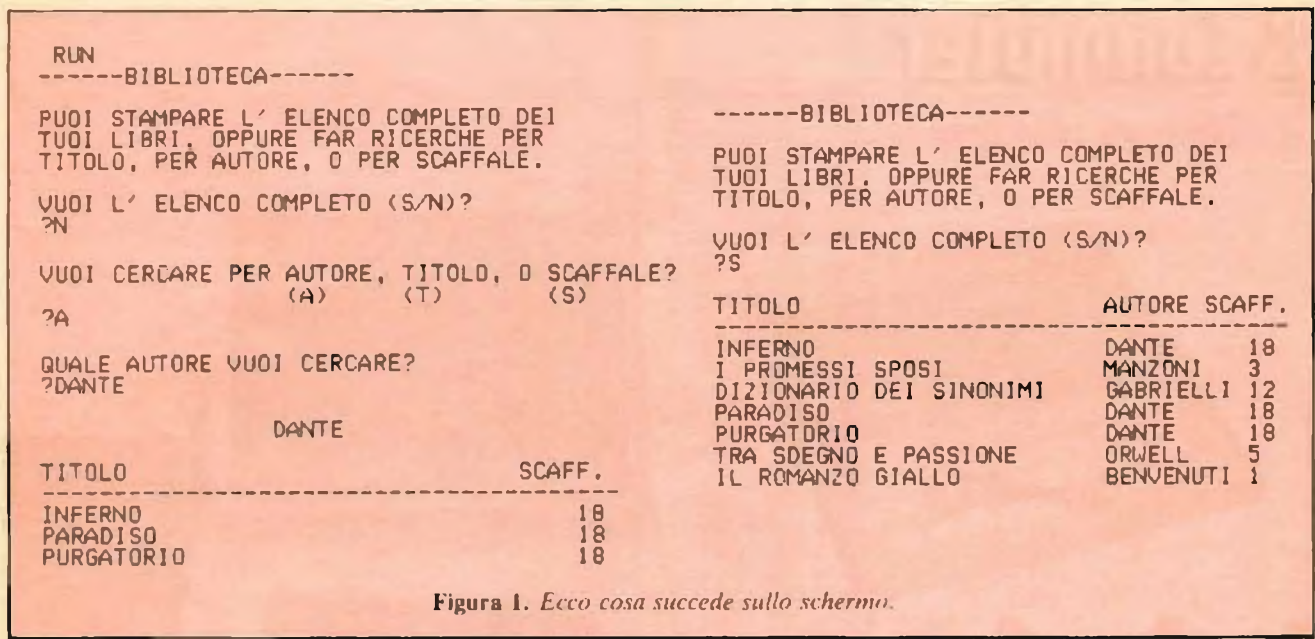 RUN
------BIBLIOTECA------
PUOI STAMPARE L' ELENCO COMPLETO DEI
TUOI LIBRI, OPPURE FAR RICERCHE PER
TITOLO, PER AUTORE, O PER SCAFFALE.
VUOI L' ELENCO COMPLETO (S/N)?
?N
VUOI CERCARE PER AUTORE, TITOLO, O SCAFFALE?
(A) (T) (S)
?A
QUALE AUTORE VUOI CERCARE?
?DANTE
DANTE
TITOLO SCAFF.
----------------------------------------
INFERNO 18
PARADISO 18
PURGATORIO 18
------BIBLIOTECA------
PUOI STAMPARE L' ELENCO COMPLETO DEI
TUOI LIBRI, OPPURE FAR RICERCHE PER
TITOLO, PER AUTORE, O PER SCAFFALE.
VUOI L' ELENCO COMPLETO (S/N)?
?S
TITOLO AUTORE SCAFF.
----------------------------------------
INFERNO DANTE 18
I PROMESSI SPOSI MANZONI 3
DIZIONARIO DEI SINONIMI GABRIELLI 12
PARADISO DANTE 18
PURGATORIO DANTE 18
TRA SDEGNO E PASSIONE ORWELL 5
IL ROMANZO GIALLO BENVENUTI 1
Figura 1. Ecco cosa succede sullo schermo.